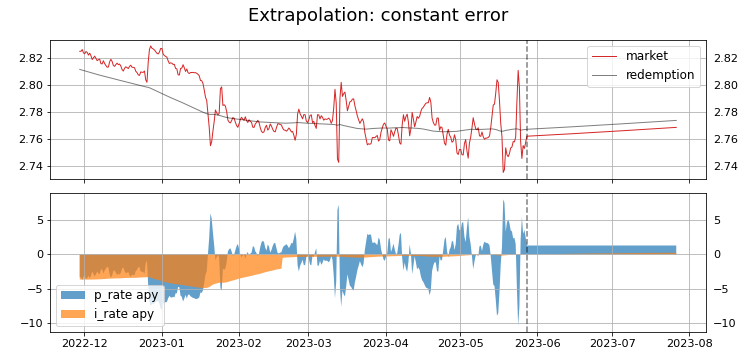 Extrapolation: constant error
2.82 2.82
2.80 2.80
2.78 2.78
2.76 2.76
2.74 2.74
market
redemption
5 5
0 0
−5 −5
−10 −10
p_rate apy
i_rate apy
2022-12 2023-01 2023-02 2023-03 2023-04 2023-05 2023-06 2023-07 2023-08